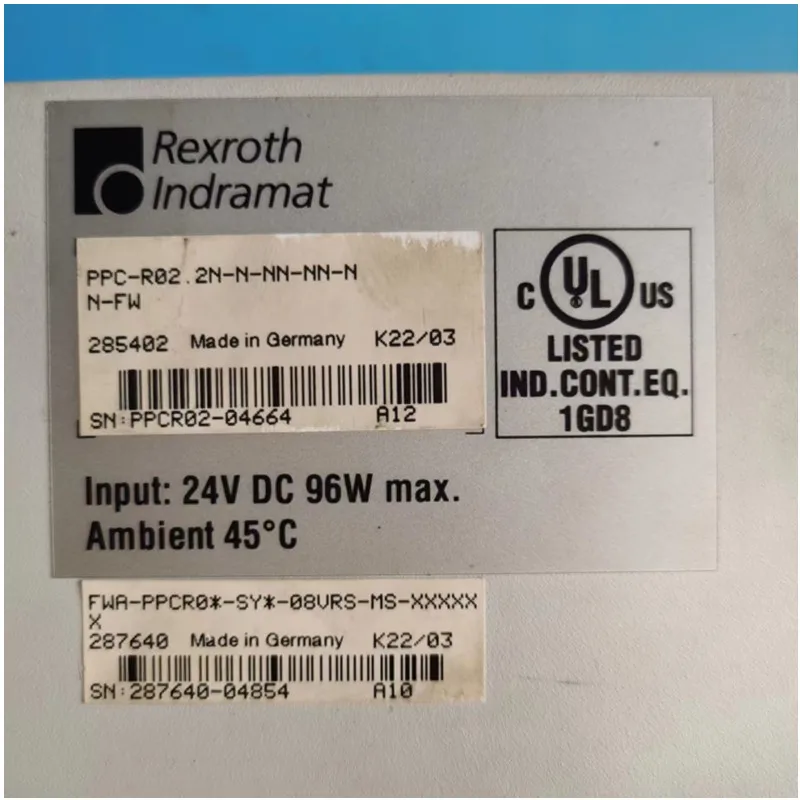 Rexroth
Indramat
PPC-R02.2N-N-NN-NN-N
N-FW
285402 Made in Germany K22/03
SN:PPCR02-04664 A12
C UL US
LISTED
IND.CONT.EQ.
1GD8
Input: 24V DC 96W max.
Ambient 45°C
FWA-PPCR0*-SY*-08VRS-MS-XXXXX
X
287640 Made in Germany K22/03
SN:287640-04854 A10